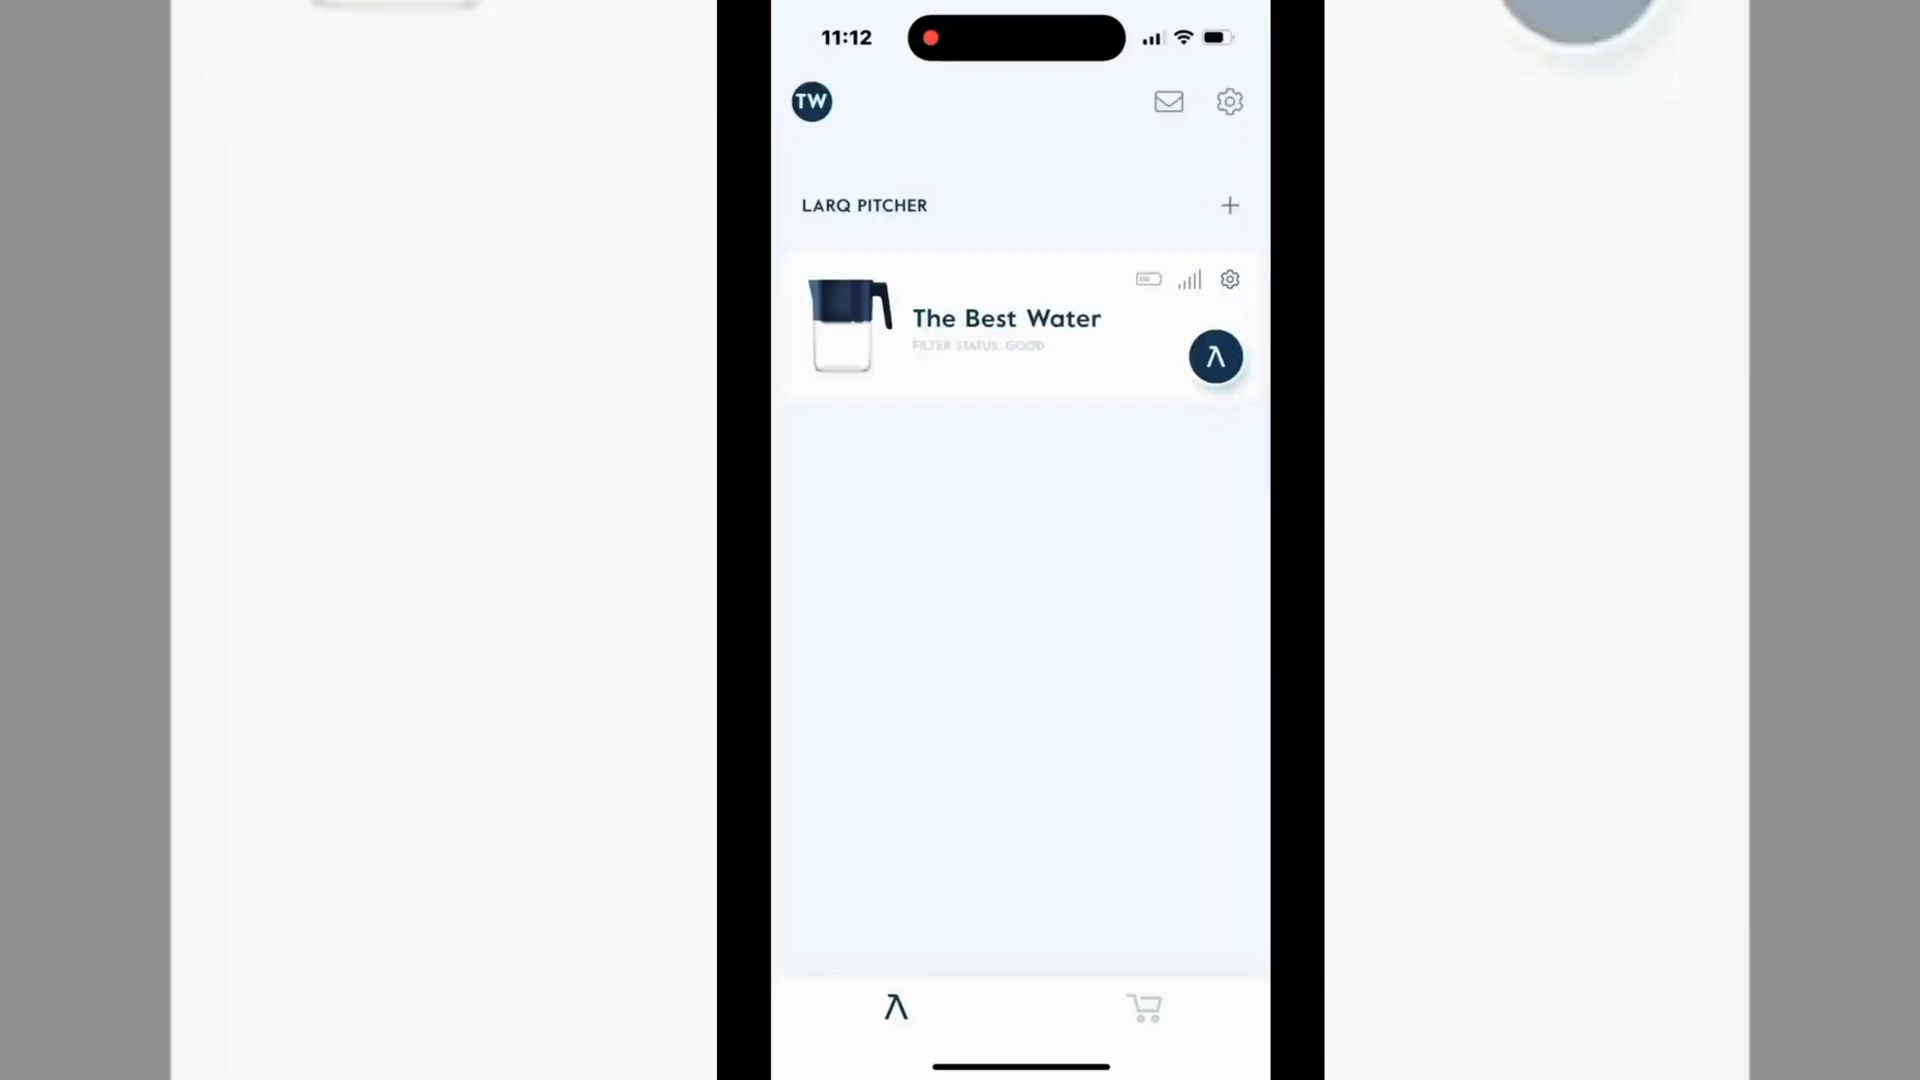 11:12
TW
LARQ PITCHER
The Best Water
FILTER STATUS: GOOD